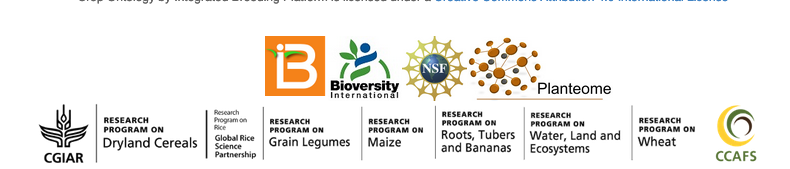 Crop Ontology by Integrated Breeding Platform is licensed under a Creative Commons Attribution 4.0 International License
iB
Bioversity
International
NSF
Planteome
CGIAR
RESEARCH
PROGRAM ON
Dryland Cereals
Research
Program on
Rice
Global Rice
Science
Partnership
RESEARCH
PROGRAM ON
Grain Legumes
RESEARCH
PROGRAM ON
Maize
RESEARCH
PROGRAM ON
Roots, Tubers
and Bananas
RESEARCH
PROGRAM ON
Water, Land and
Ecosystems
RESEARCH
PROGRAM ON
Wheat
CCAFS